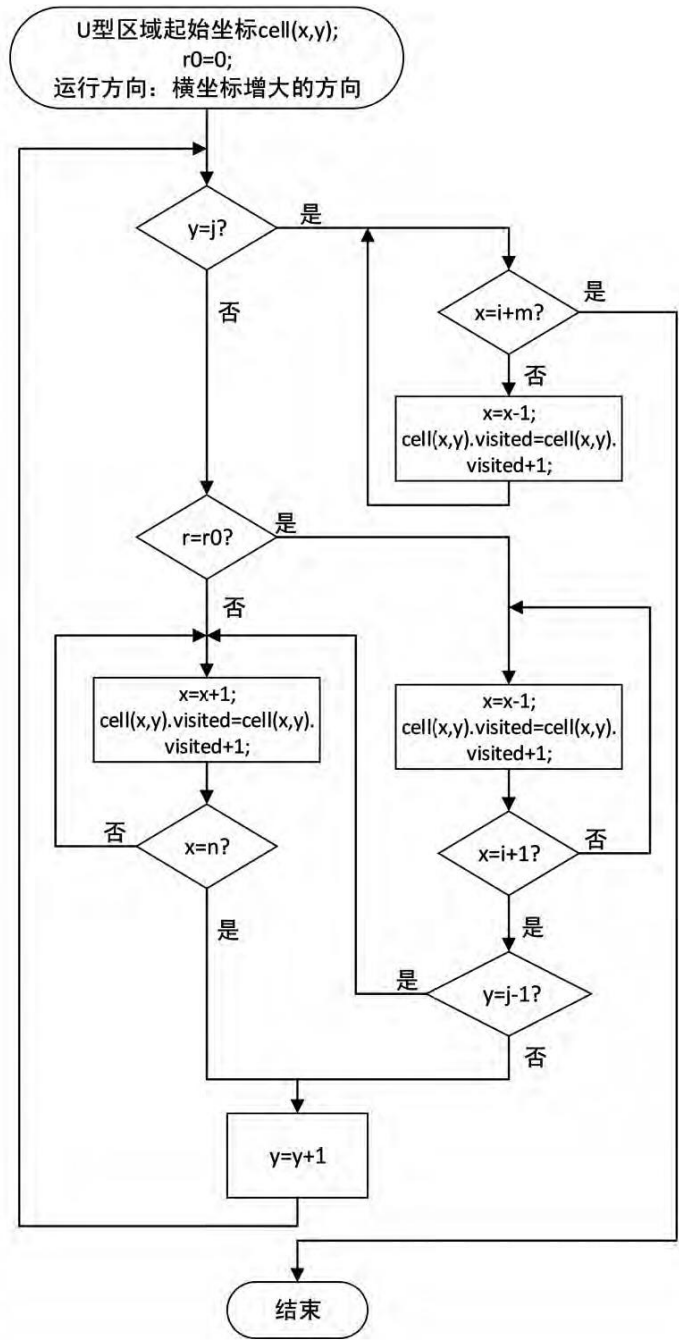 U型区域起始坐标cell(x,y);
r0=0;
运行方向：横坐标增大的方向
y=j?
是
否
x=i+m?
是
否
x=x-1;
cell(x,y).visited=cell(x,y).
visited+1;
r=r0?
是
否
x=x+1;
cell(x,y).visited=cell(x,y).
visited+1;
x=x-1;
cell(x,y).visited=cell(x,y).
visited+1;
否
x=n?
是
x=i+1?
否
是
是
y=j-1?
否
y=y+1
结束